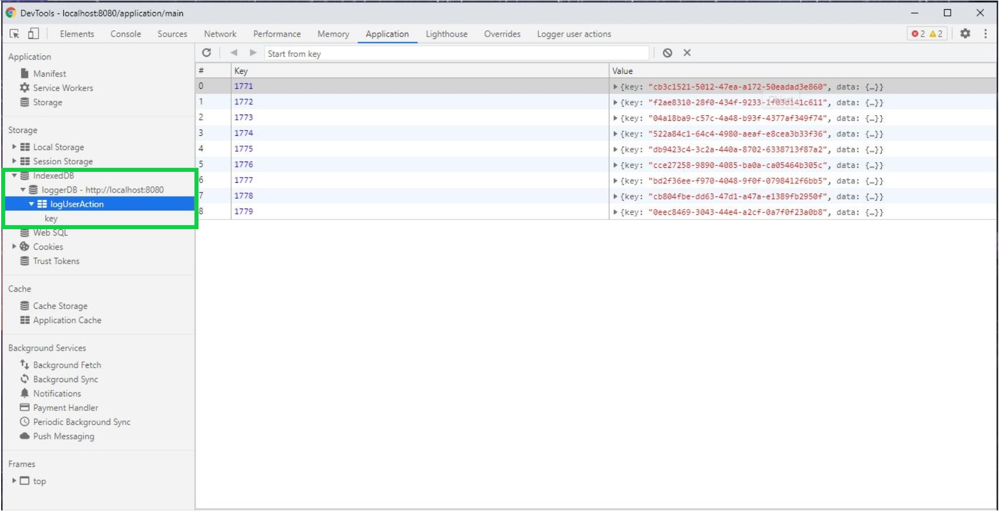 DevTools - localhost:8080/application/main
Elements Console Sources Network Performance Memory Application Lighthouse Overrides Logger user actions 2 2
Application
Manifest
Service Workers
Storage
Storage
Local Storage
Session Storage
IndexedDB
loggerDB - http://localhost:8080
logUserAction
key
Web SQL
Cookies
Trust Tokens
Cache
Cache Storage
Application Cache
Background Services
Background Fetch
Background Sync
Notifications
Payment Handler
Periodic Background Sync
Push Messaging
Frames
top
Start from key
# Key Value
0 1771 {key: "cb3c1521-5012-47ea-a172-50eadad3e860", data: {…}}
1 1772 {key: "f2ae8310-28f0-434f-9233-1f03d141c611", data: {…}}
2 1773 {key: "04a18ba9-c57c-4a48-b93f-4377af349f74", data: {…}}
3 1774 {key: "522a84c1-64c4-4980-aeaf-e8cea3b33f36", data: {…}}
4 1775 {key: "db9423c4-3c2a-440a-8702-6338713f87a2", data: {…}}
5 1776 {key: "cce27258-9890-4085-ba0a-ca05464b305c", data: {…}}
6 1777 {key: "bd2f36ee-f970-4048-9f0f-0798412f6bb5", data: {…}}
7 1778 {key: "cb804fbe-dd63-47d1-a47a-e1389fb2950f", data: {…}}
8 1779 {key: "0eec8469-3043-44e4-a2cf-0a7f0f23a0b8", data: {…}}